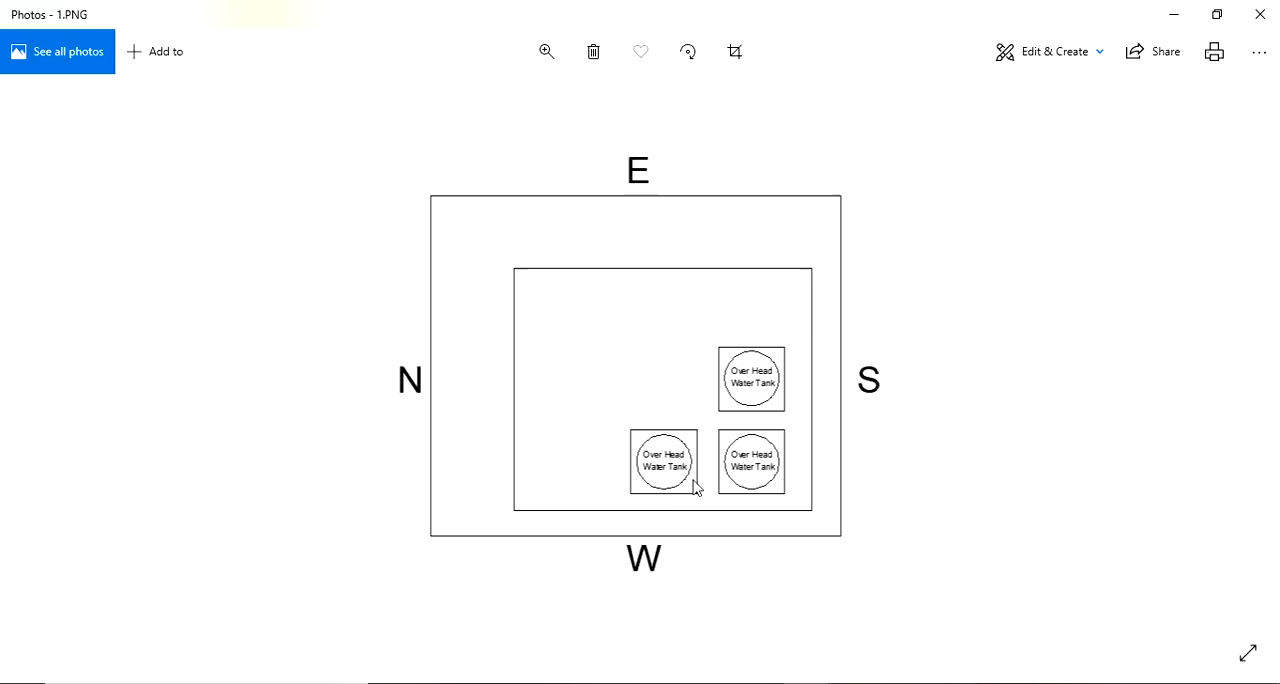 Photos - 1.PNG
See all photos
Add to
Edit & Create
Share
E
N
S
Over Head
Water Tank
Over Head
Water Tank
Over Head
Water Tank
W